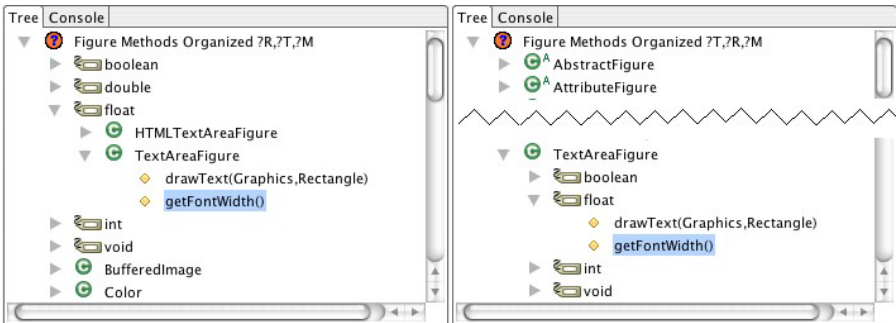 Tree Console
Figure Methods Organized ?R,?T,?M
boolean
double
float
HTMLTextAreaFigure
TextAreaFigure
drawText(Graphics,Rectangle)
getFontWidth()
int
void
BufferedImage
Color
Tree Console
Figure Methods Organized ?T,?R,?M
AbstractFigure
AttributeFigure
TextAreaFigure
boolean
float
drawText(Graphics,Rectangle)
getFontWidth()
int
void